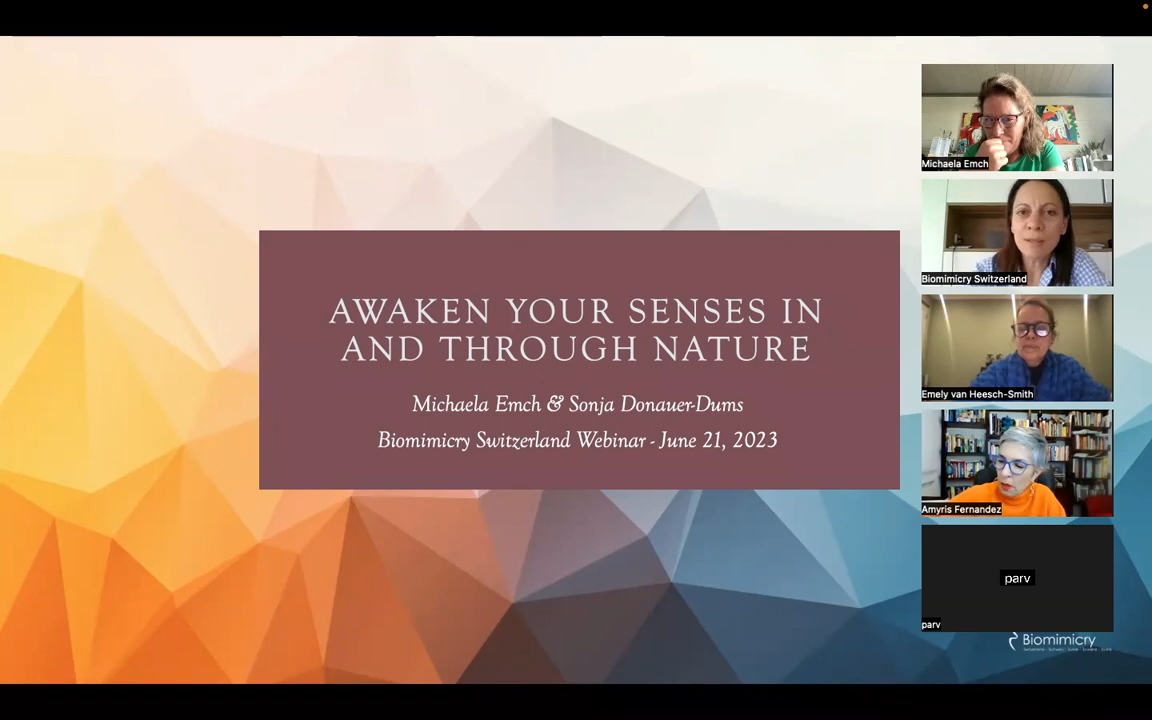 AWAKEN YOUR SENSES IN
AND THROUGH NATURE
Michaela Emch & Sonja Donauer-Dums
Biomimicry Switzerland Webinar - June 21, 2023
Michaela Emch
Biomimicry Switzerland
Emely van Heesch-Smith
Amyris Fernandez
parv
parv
Biomimicry